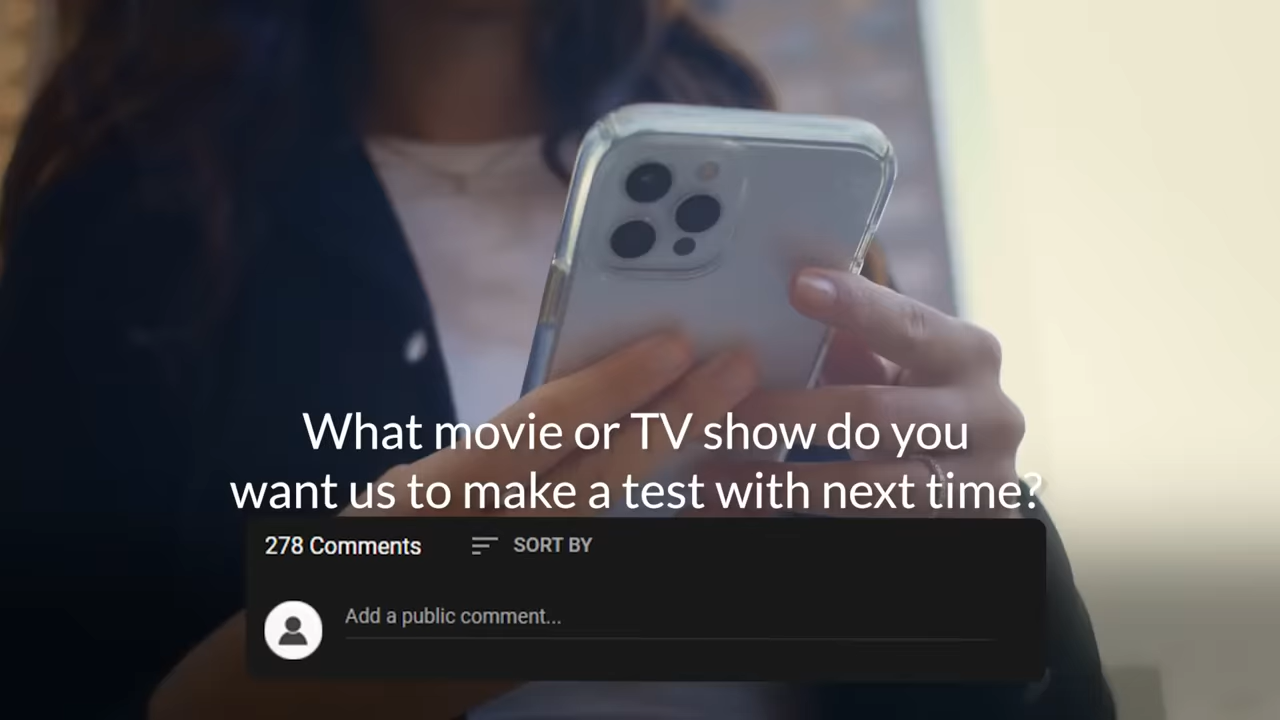 What movie or TV show do you
want us to make a test with next time?
278 Comments SORT BY
Add a public comment...